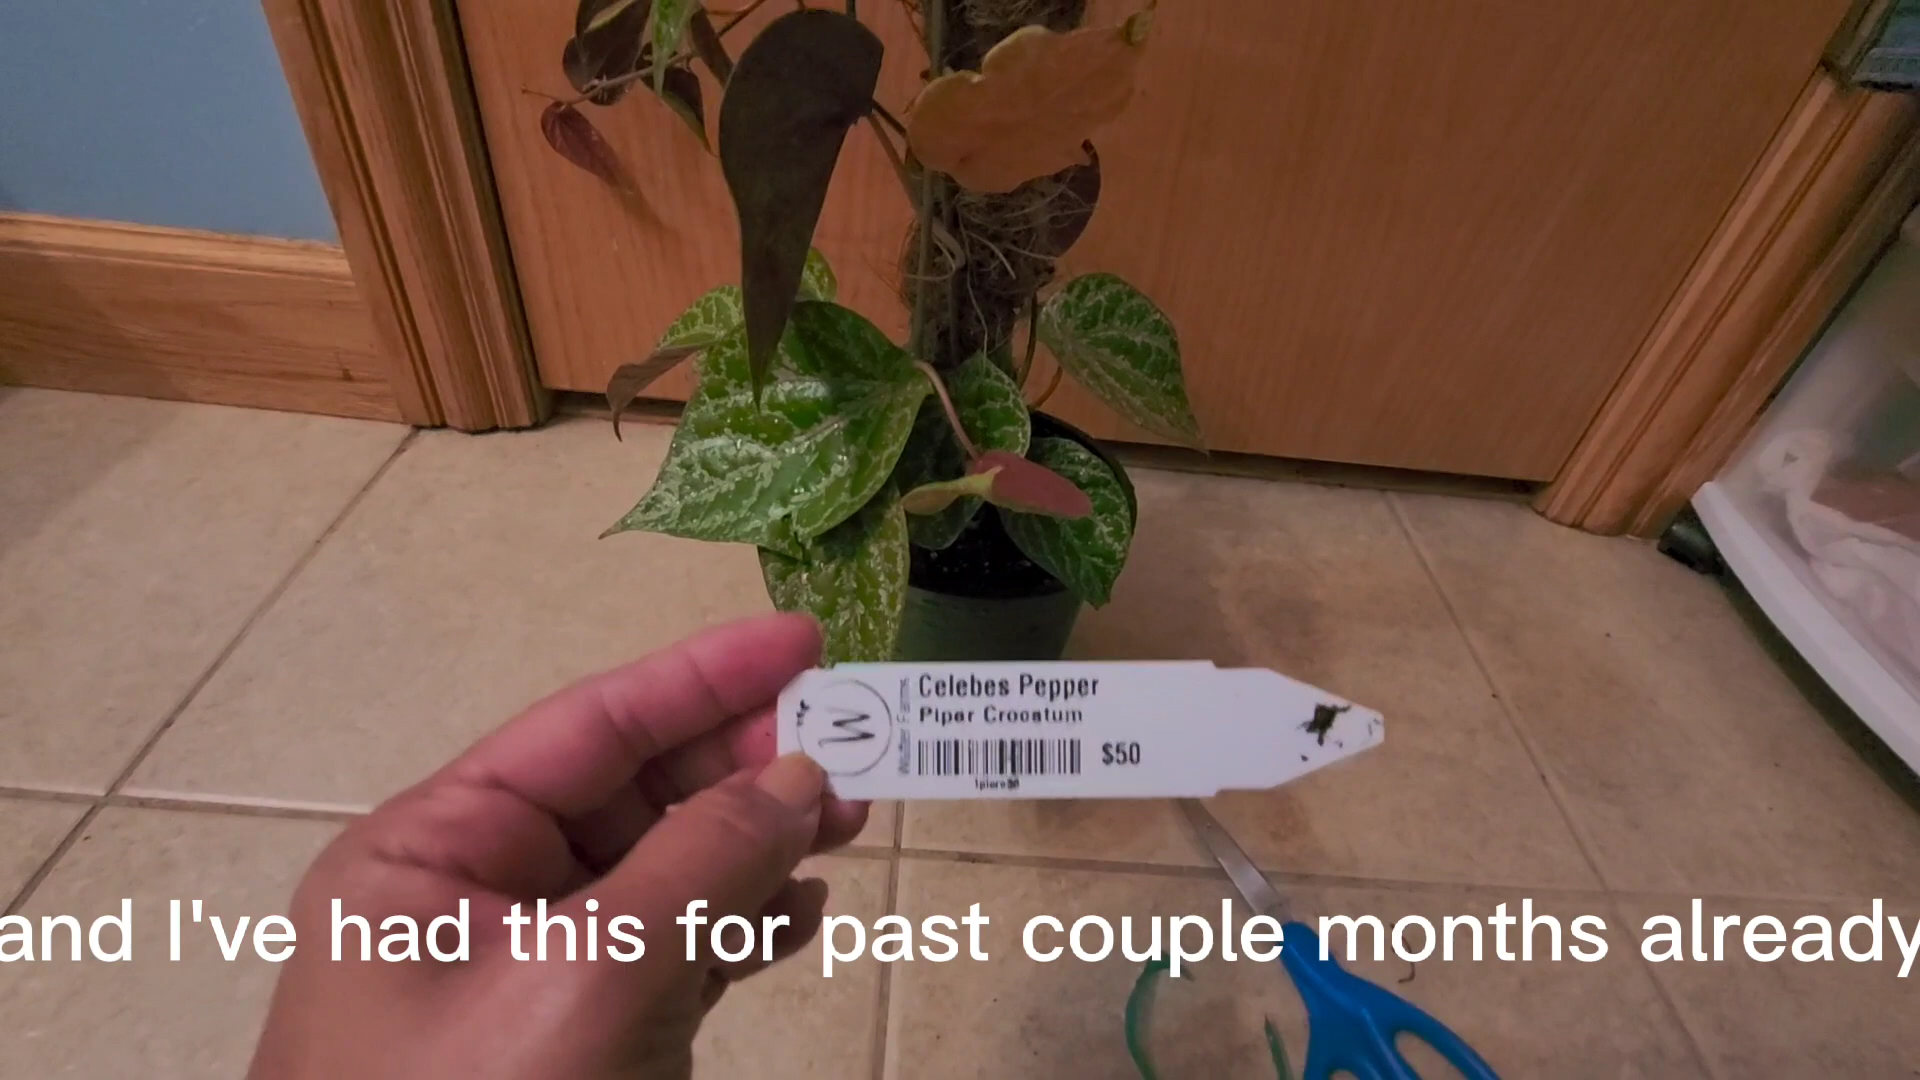 Celebes Pepper
Piper Crocatum
$50
and I've had this for past couple months already